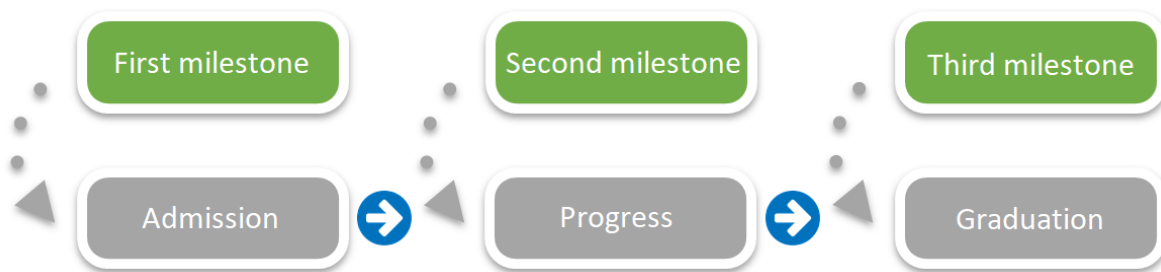 First milestone
Second milestone
Third milestone
Admission
Progress
Graduation